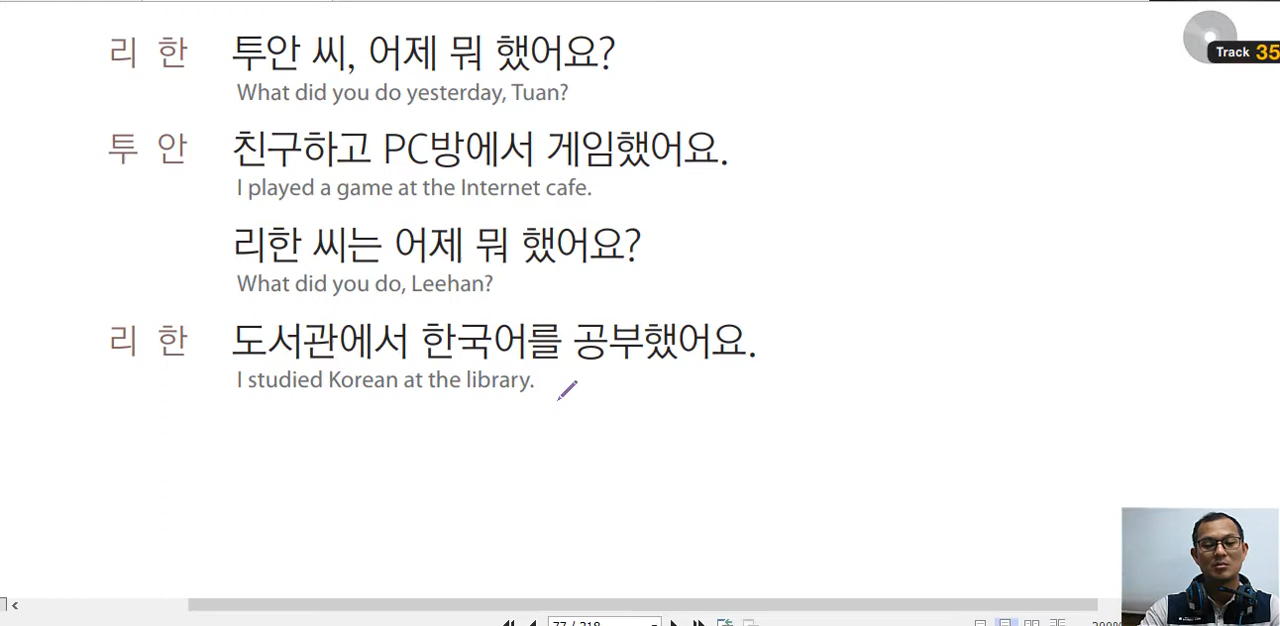 Track 35
리 한 투안 씨, 어제 뭐 했어요?
What did you do yesterday, Tuan?
투 안 친구하고 PC방에서 게임했어요.
I played a game at the Internet cafe.
리한 씨는 어제 뭐 했어요?
What did you do, Leehan?
리 한 도서관에서 한국어를 공부했어요.
I studied Korean at the library.
77 / 318